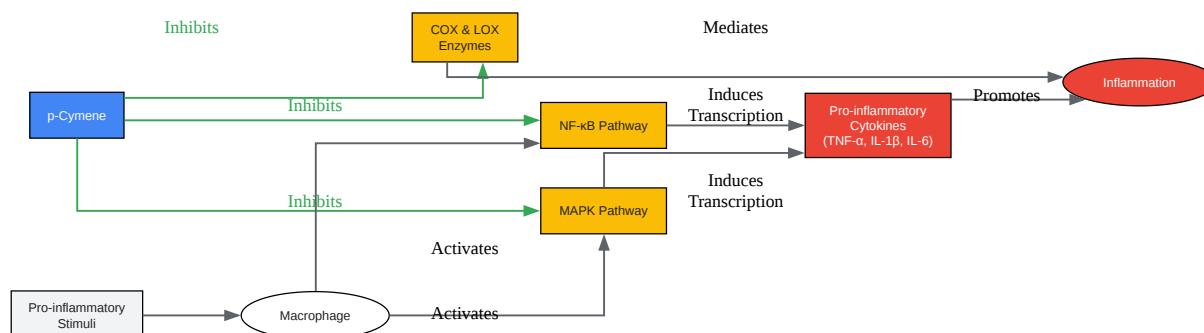 Inhibits
COX & LOX
Enzymes
Mediates
Inflammation
p-Cymene
Inhibits
Induces
Transcription
Promotes
NF-κB Pathway
Pro-inflammatory
Cytokines
(TNF-α, IL-1β, IL-6)
Inhibits
MAPK Pathway
Induces
Transcription
Activates
Pro-inflammatory
Stimuli
Macrophage
Activates